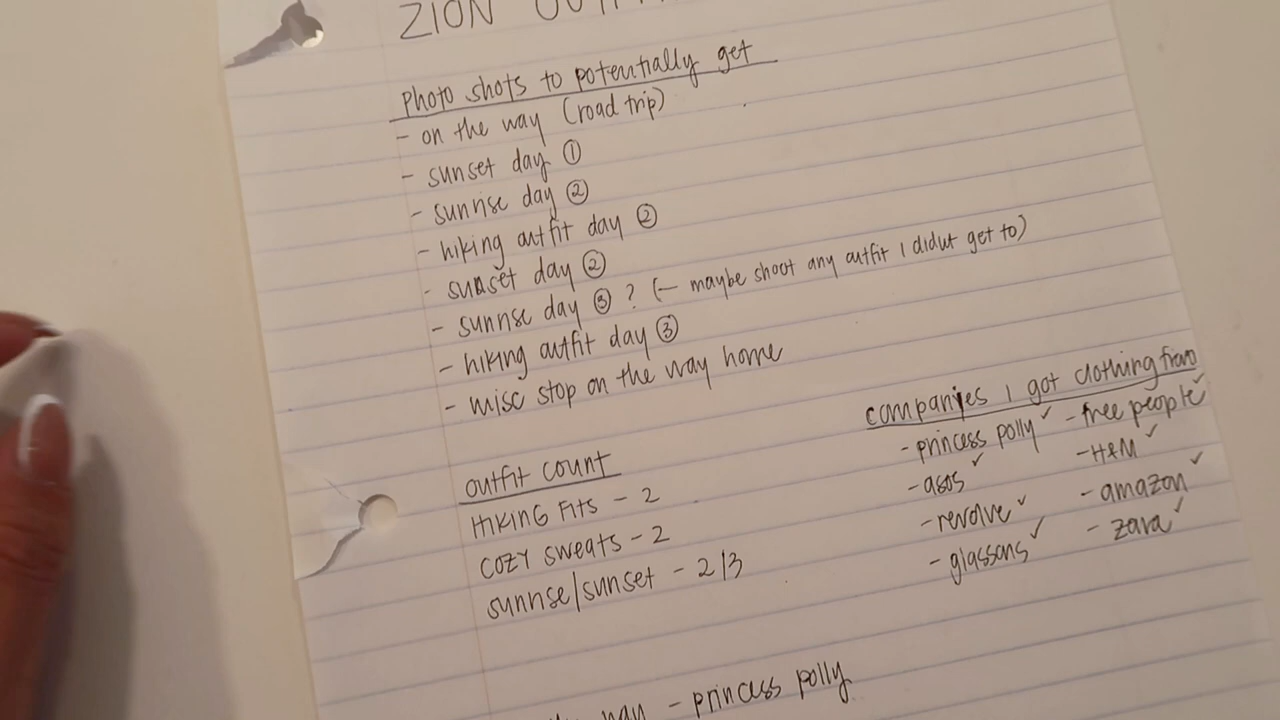 ZION
photo shots to potentially get
- on the way (road trip)
- sunset day ①
- sunrise day ②
- hiking outfit day ②
- sunset day ②
- sunrise day ③ ? (← maybe shoot any outfit I didnt get to)
- hiking outfit day ③
- misc stop on the way home
outfit count
HIKING FITS - 2
COZY sweats - 2
sunrise/sunset - 2/3
companies I got clothing from
- princess polly ✓
- asos ✓
- revolve ✓
- glassons ✓
- free people ✓
- H&M ✓
- amazon ✓
- zara ✓
way - princess polly